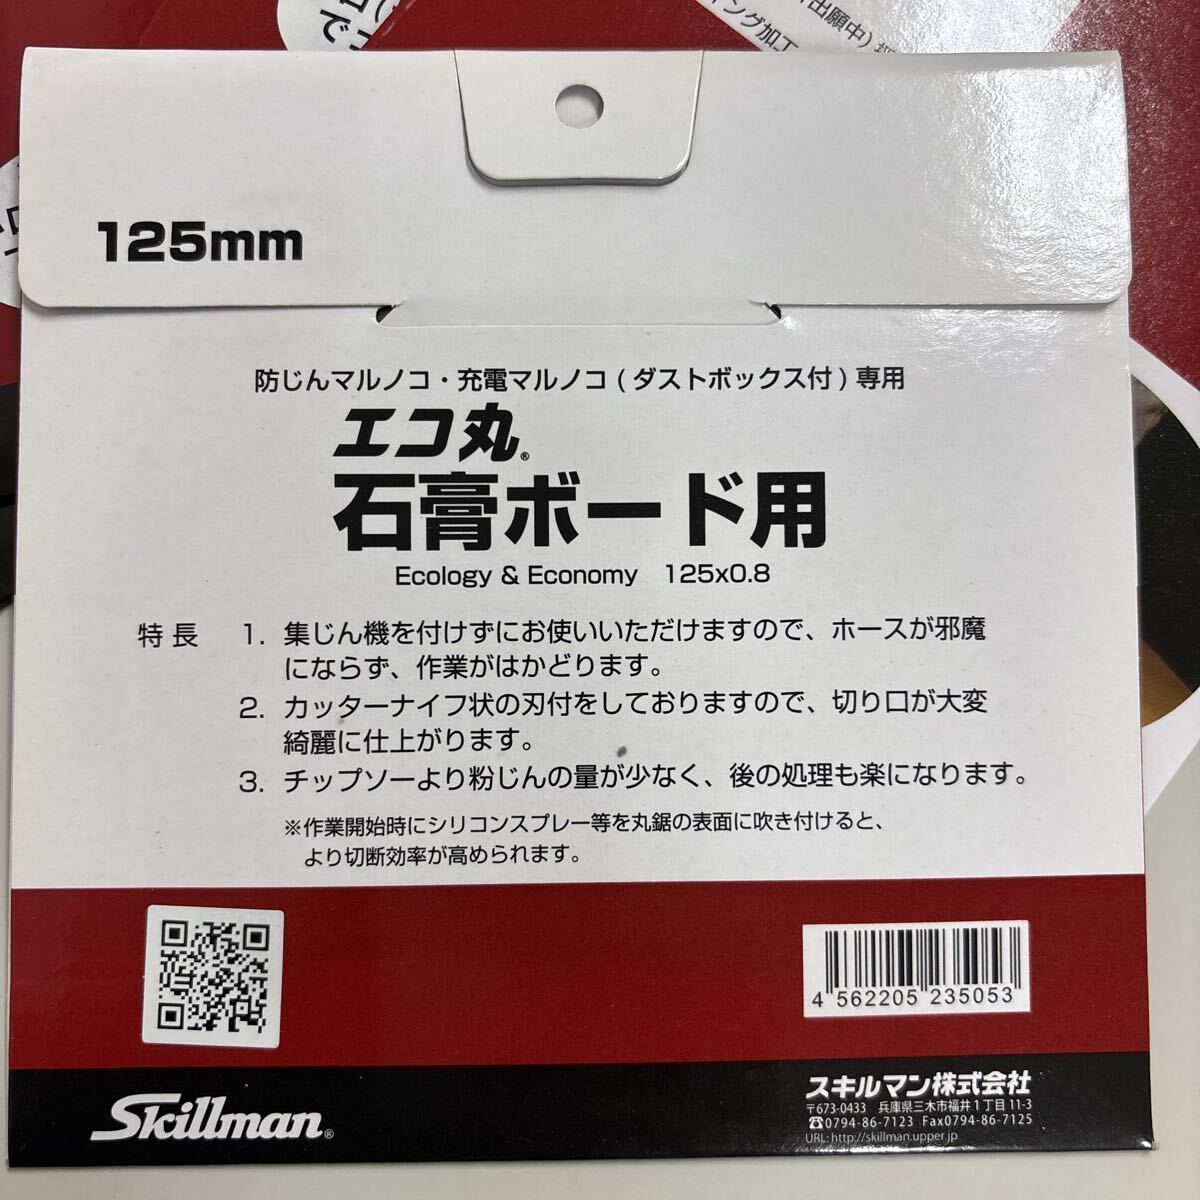 で
出願中)
ング加工
125mm
防じんマルノコ・充電マルノコ(ダストボックス付)専用
エコ丸®
石膏ボード用
Ecology & Economy 125x0.8
特長 1. 集じん機を付けずにお使いいただけますので、ホースが邪魔
にならず、作業がはかどります。
2. カッターナイフ状の刃付をしておりますので、切り口が大変
綺麗に仕上がります。
3. チップソーより粉じんの量が少なく、後の処理も楽になります。
※作業開始時にシリコンスプレー等を丸鋸の表面に吹き付けると、
より切断効率が高められます。
4 562205 235053
Skillman®
スキルマン株式会社
〒673-0433 兵庫県三木市福井1丁目11-3
☎0794-86-7123 Fax0794-86-7125
URL: http://skillman.upper.jp